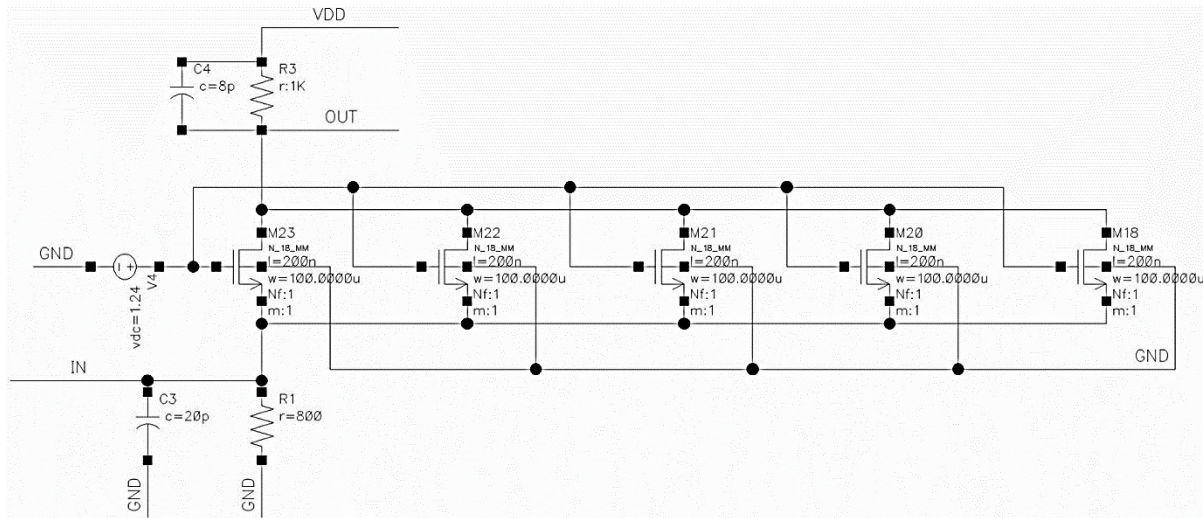 VDD
C4
c=8p
R3
r:1K
OUT
GND
V4
vdc=1.24
M23
N_18_MM
l=200n
w=100.0000u
Nf:1
m:1
M22
N_18_MM
l=200n
w=100.0000u
Nf:1
m:1
M21
N_18_MM
l=200n
w=100.0000u
Nf:1
m:1
M20
N_18_MM
l=200n
w=100.0000u
Nf:1
m:1
M18
N_18_MM
l=200n
w=100.0000u
Nf:1
m:1
GND
IN
C3
c=20p
R1
r=800
GND
GND